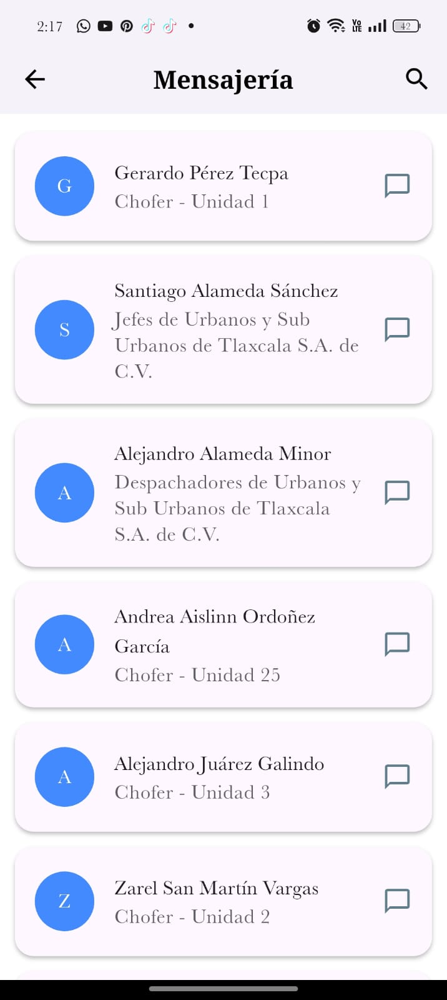 2:17
VO LTE
42
Mensajería
G
Gerardo Pérez Tecpa
Chofer - Unidad 1
S
Santiago Alameda Sánchez
Jefes de Urbanos y Sub
Urbanos de Tlaxcala S.A. de
C.V.
A
Alejandro Alameda Minor
Despachadores de Urbanos y
Sub Urbanos de Tlaxcala
S.A. de C.V.
A
Andrea Aislinn Ordoñez
García
Chofer - Unidad 25
A
Alejandro Juárez Galindo
Chofer - Unidad 3
Z
Zarel San Martín Vargas
Chofer - Unidad 2